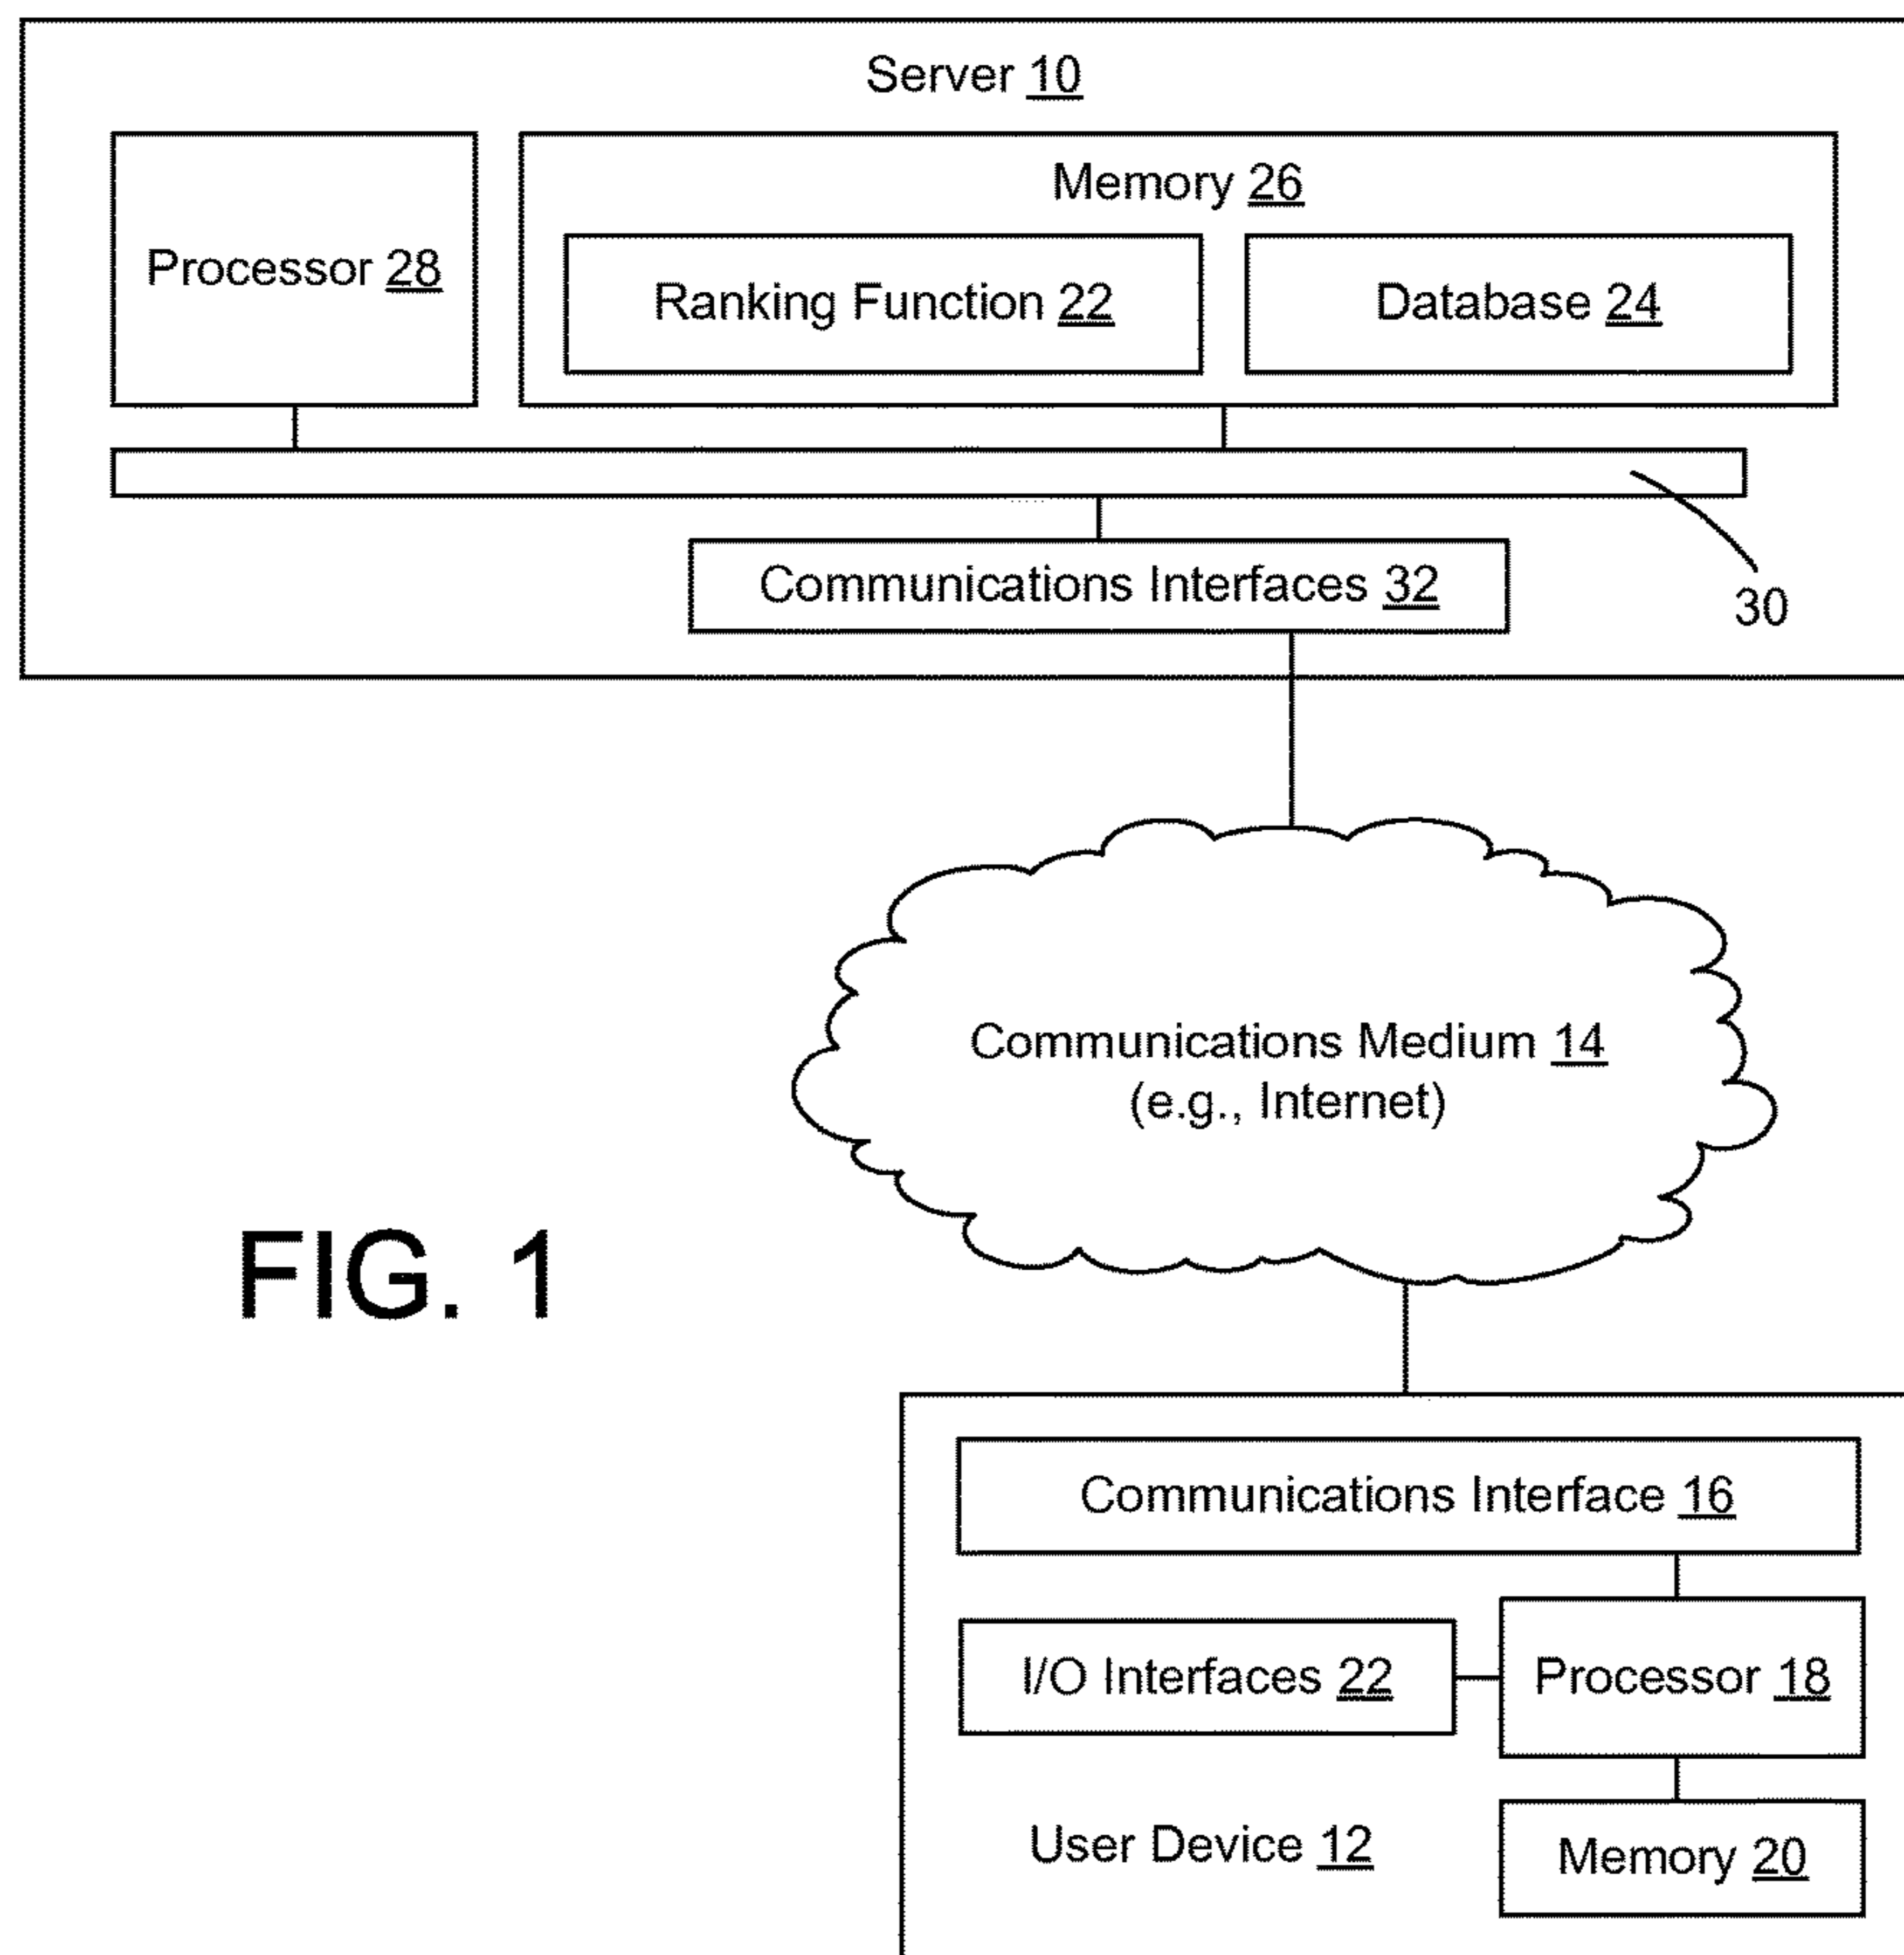 Server 10
Memory 26
Processor 28
Ranking Function 22
Database 24
Communications Interfaces 32
30
Communications Medium 14
(e.g., Internet)
FIG. 1
Communications Interface 16
I/O Interfaces 22
Processor 18
User Device 12
Memory 20